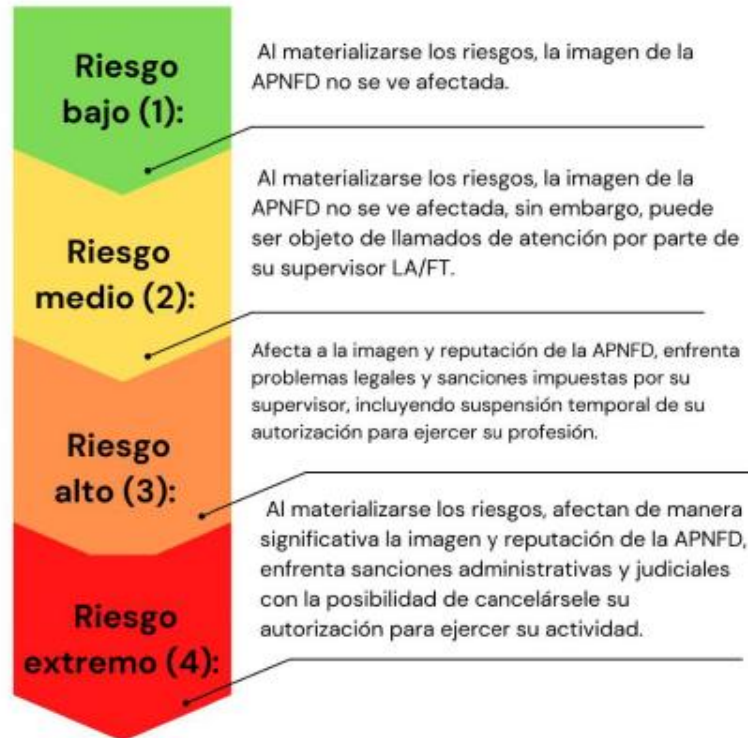 Riesgo
bajo (1):
Al materializarse los riesgos, la imagen de la
APNFD no se ve afectada.
Riesgo
medio (2):
Al materializarse los riesgos, la imagen de la
APNFD no se ve afectada, sin embargo, puede
ser objeto de llamados de atención por parte de
su supervisor LA/FT.
Riesgo
alto (3):
Afecta a la imagen y reputación de la APNFD, enfrenta
problemas legales y sanciones impuestas por su
supervisor, incluyendo suspensión temporal de su
autorización para ejercer su profesión.
Riesgo
extremo (4):
Al materializarse los riesgos, afectan de manera
significativa la imagen y reputación de la APNFD,
enfrenta sanciones administrativas y judiciales
con la posibilidad de cancelársele su
autorización para ejercer su actividad.